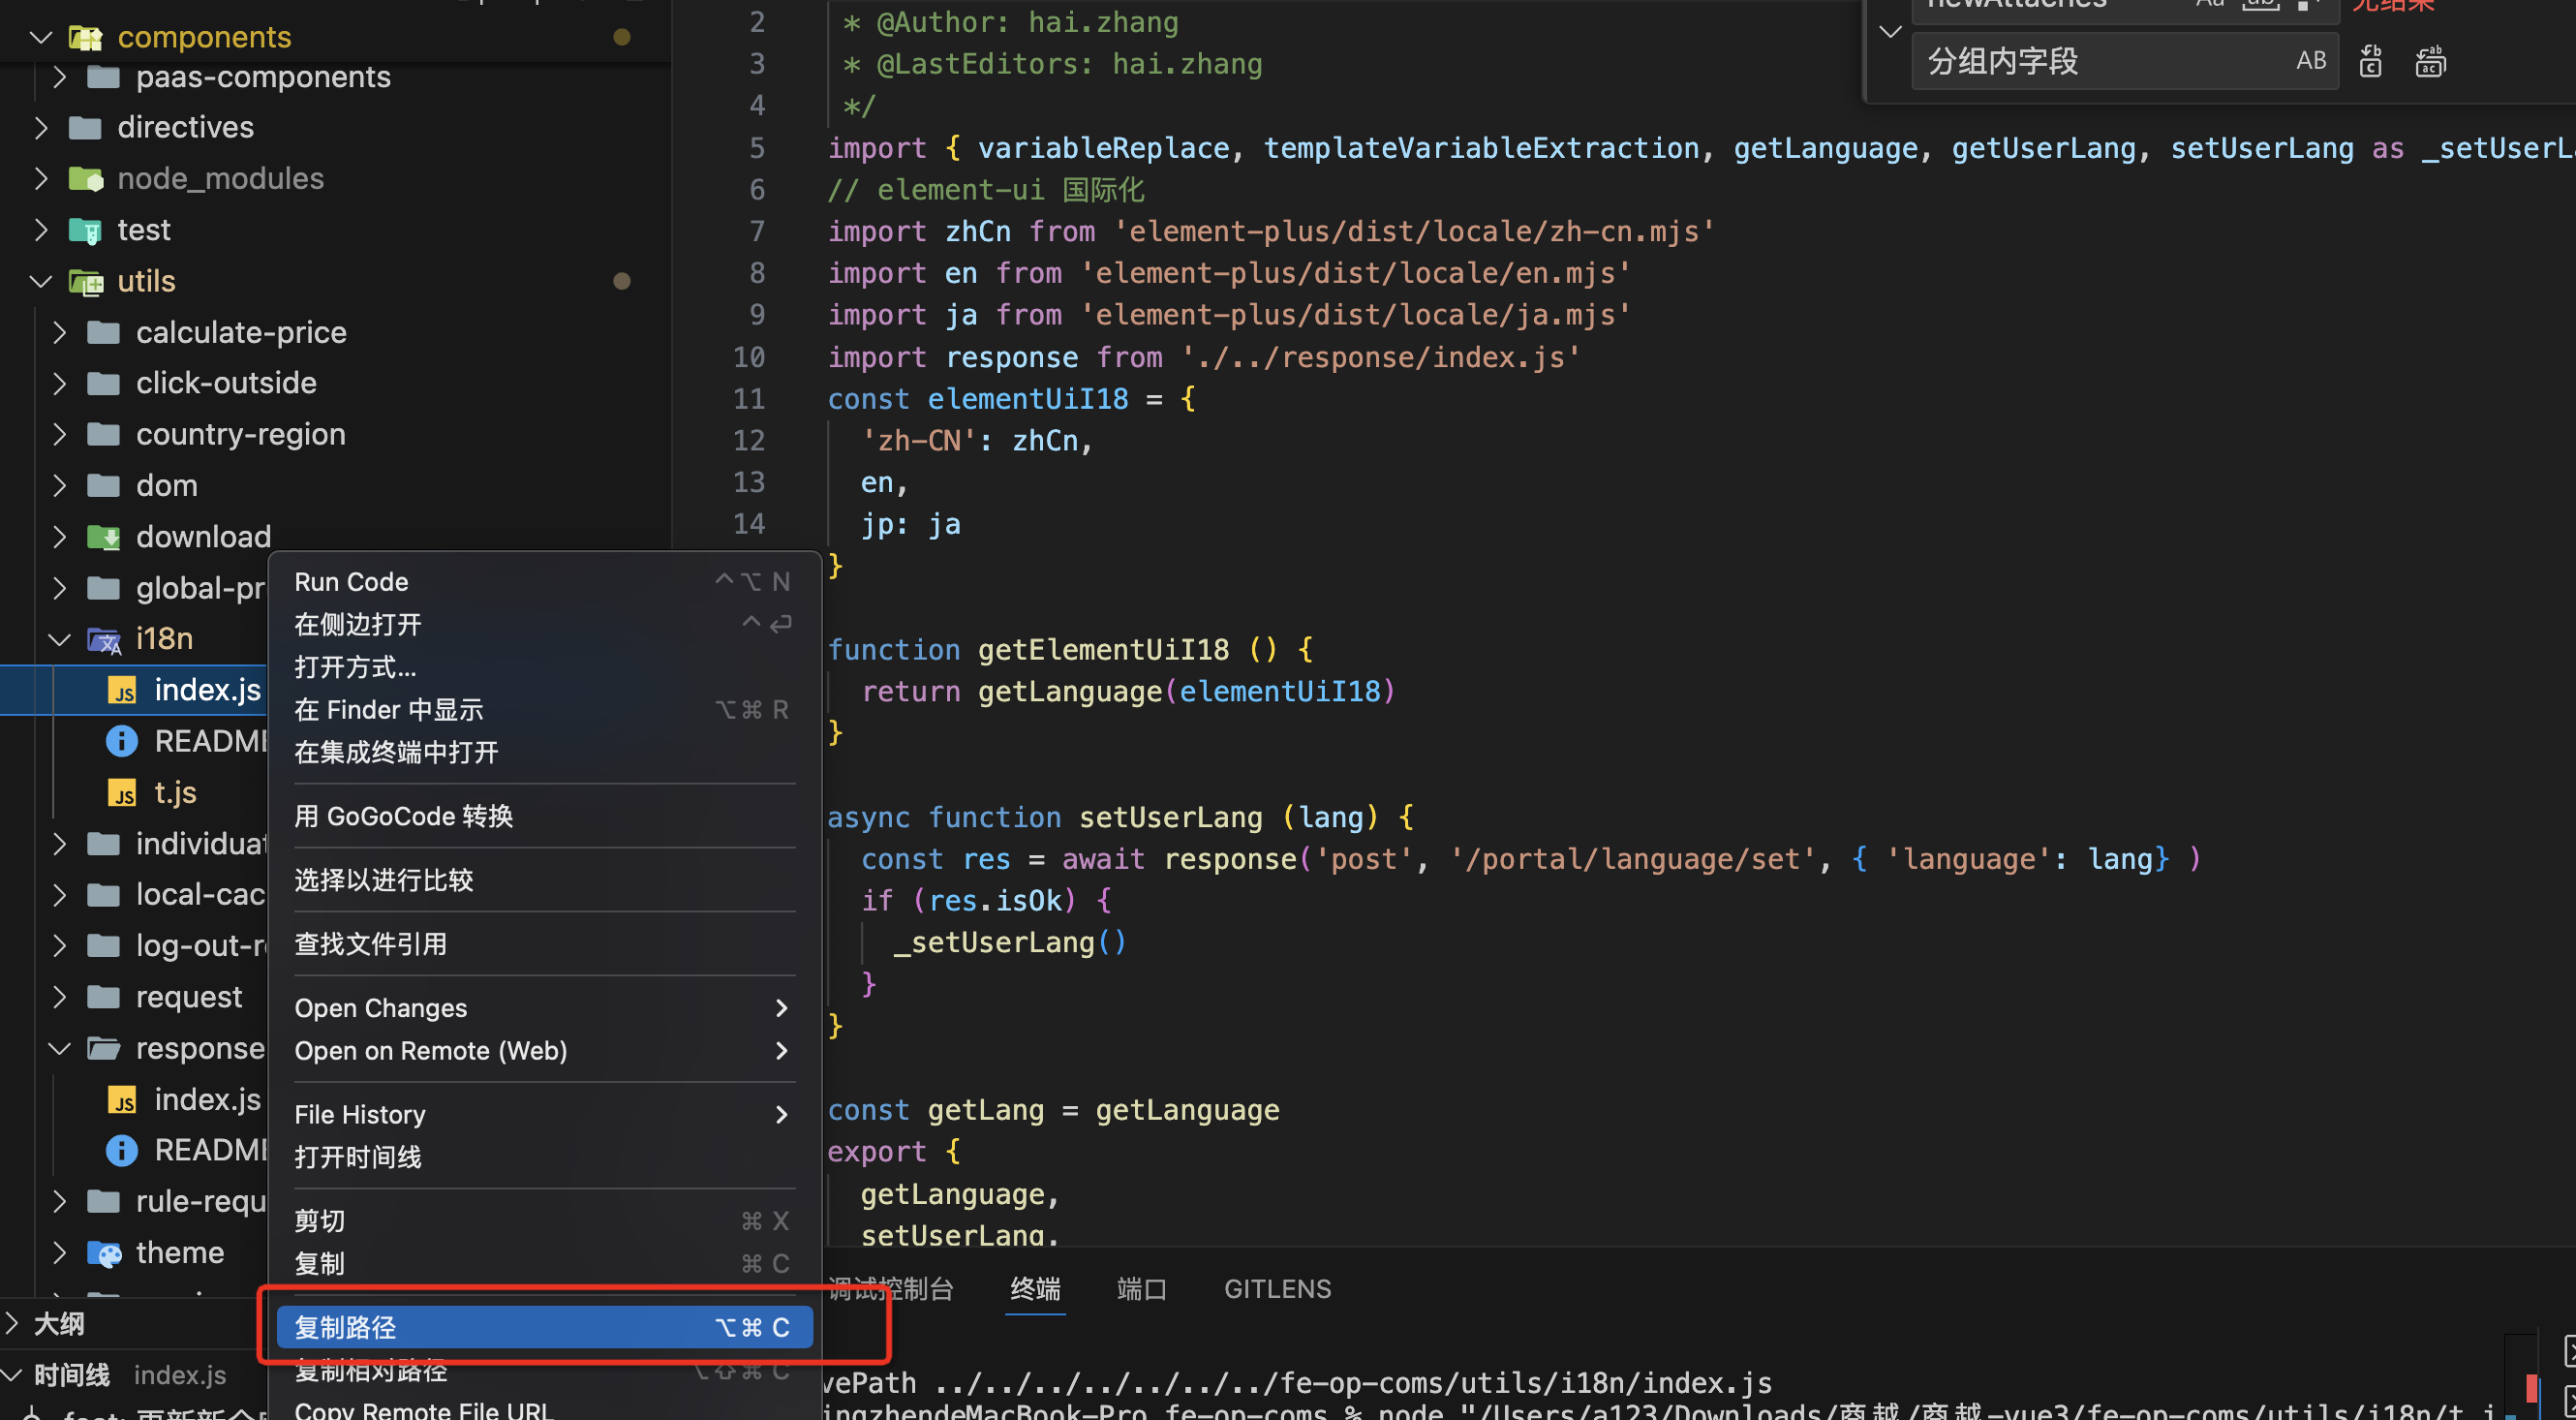 components
paas-components
directives
node_modules
test
utils
calculate-price
click-outside
country-region
dom
download
global-pr
i18n
index.js
README
t.js
individuat
local-cac
log-out-re
request
response
index.js
README
rule-requ
theme
大纲
时间线 index.js
Run Code ^⌥ N
在侧边打开 ^⏎
打开方式...
在 Finder 中显示 ⌥⌘ R
在集成终端中打开
用 GoGoCode 转换
选择以进行比较
查找文件引用
Open Changes
Open on Remote (Web)
File History
打开时间线
剪切 ⌘ X
复制 ⌘ C
复制路径 ⌥⌘ C
复制相对路径 ⌥⇧⌘ C
Copy Remote File URL
newAttaches Aa ab
无结果
分组内字段 AB
2 * @Author: hai.zhang
3 * @LastEditors: hai.zhang
4 */
5 import { variableReplace, templateVariableExtraction, getLanguage, getUserLang, setUserLang as _setUserLa
6 // element-ui 国际化
7 import zhCn from 'element-plus/dist/locale/zh-cn.mjs'
8 import en from 'element-plus/dist/locale/en.mjs'
9 import ja from 'element-plus/dist/locale/ja.mjs'
10 import response from './../response/index.js'
11 const elementUiI18 = {
12 'zh-CN': zhCn,
13 en,
14 jp: ja
}
function getElementUiI18 () {
return getLanguage(elementUiI18)
}
async function setUserLang (lang) {
const res = await response('post', '/portal/language/set', { 'language': lang} )
if (res.isOk) {
_setUserLang()
}
}
const getLang = getLanguage
export {
getLanguage,
setUserLang,
调试控制台 终端 端口 GITLENS
vePath ../../../../../../../fe-op-coms/utils/i18n/index.js
ingzhendeMacBook-Pro fe-op-coms % node "/Users/a123/Downloads/商越/商越-vue3/fe-op-coms/utils/i18n/t.j